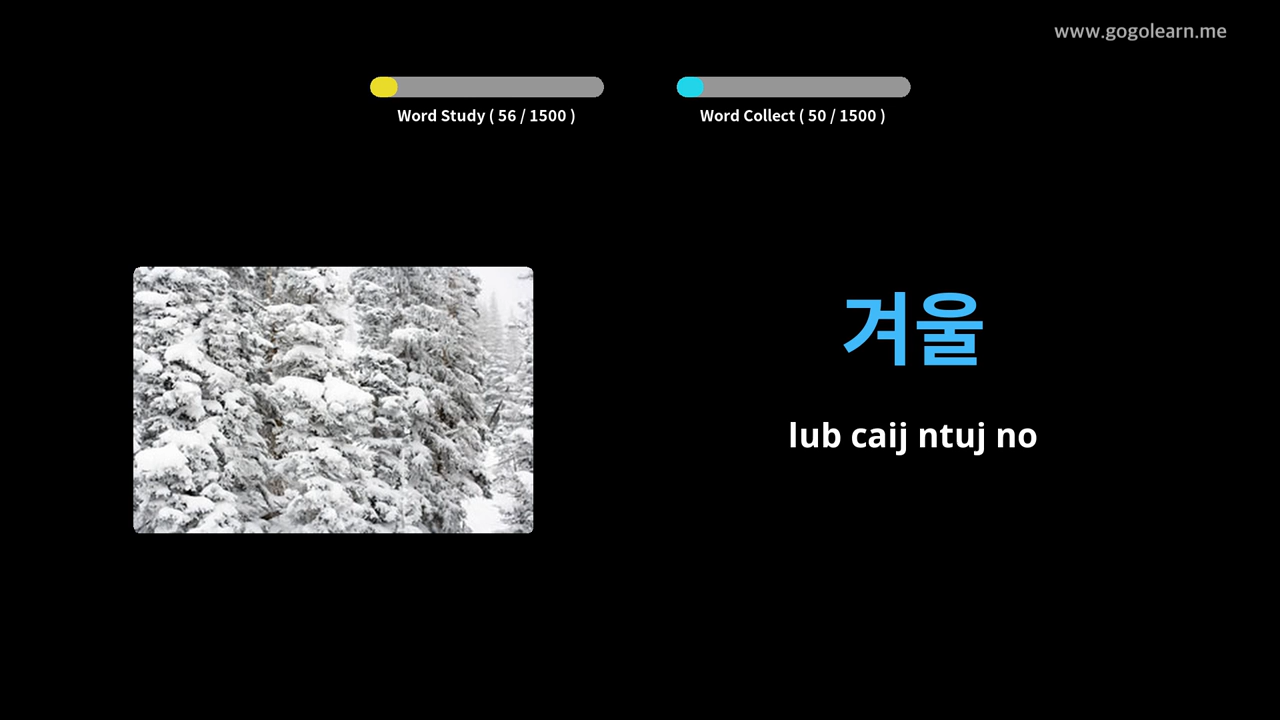 www.gogolearn.me
Word Study ( 56 / 1500 )
Word Collect ( 50 / 1500 )
겨울
lub caij ntuj no